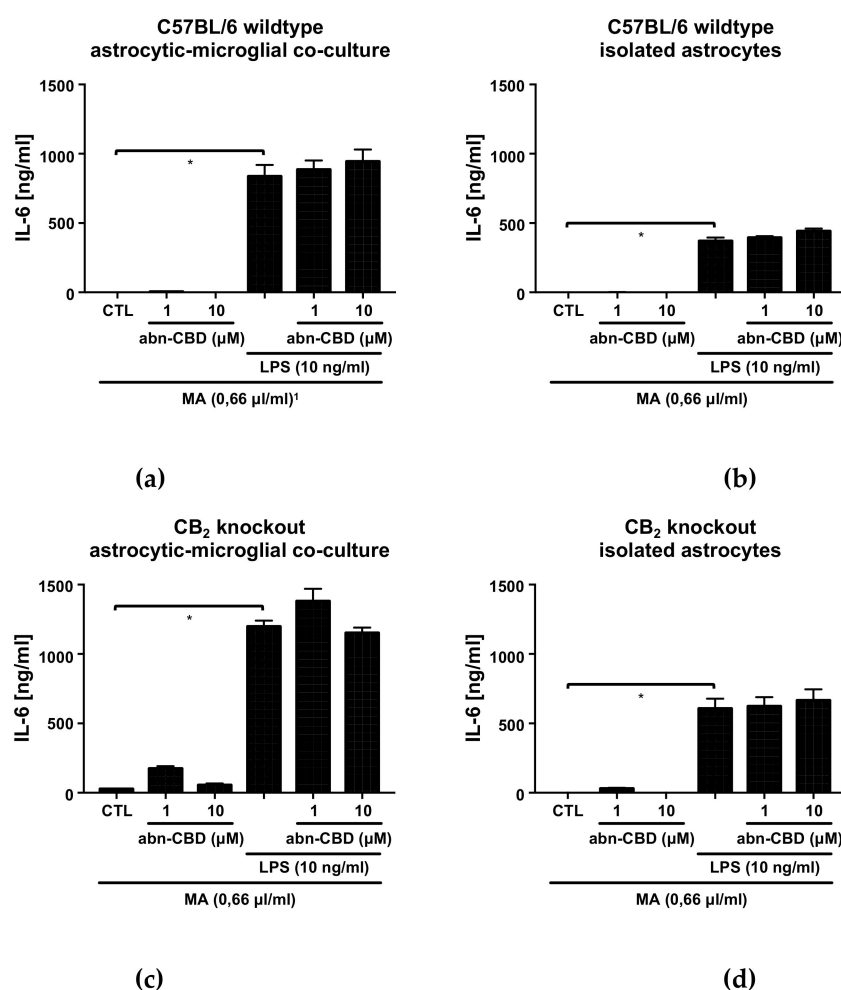 C57BL/6 wildtype
astrocytic-microglial co-culture
IL-6 [ng/ml]
1500
1000
500
0
*
CTL 1 10 1 10
abn-CBD (μM) abn-CBD (μM)
LPS (10 ng/ml)
MA (0,66 μl/ml)¹
(a)
C57BL/6 wildtype
isolated astrocytes
IL-6 [ng/ml]
1500
1000
500
0
*
CTL 1 10 1 10
abn-CBD (μM) abn-CBD (μM)
LPS (10 ng/ml)
MA (0,66 μl/ml)
(b)
CB₂ knockout
astrocytic-microglial co-culture
IL-6 [ng/ml]
1500
1000
500
0
*
CTL 1 10 1 10
abn-CBD (μM) abn-CBD (μM)
LPS (10 ng/ml)
MA (0,66 μl/ml)
(c)
CB₂ knockout
isolated astrocytes
IL-6 [ng/ml]
1500
1000
500
0
*
CTL 1 10 1 10
abn-CBD (μM) abn-CBD (μM)
LPS (10 ng/ml)
MA (0,66 μl/ml)
(d)